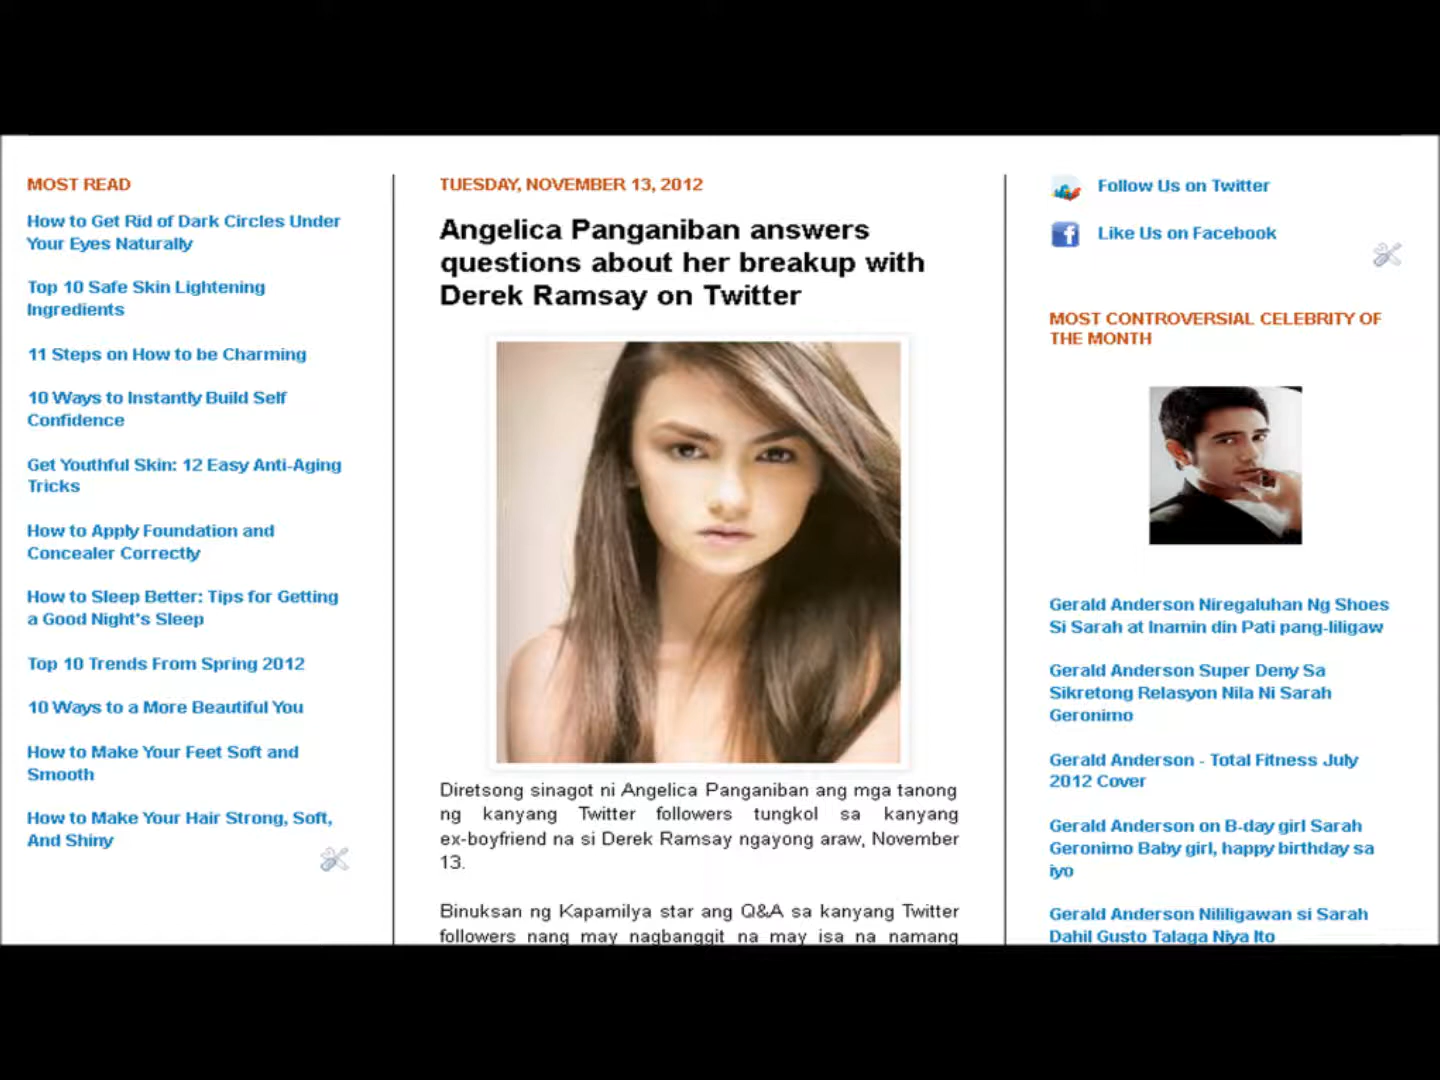 MOST READ
How to Get Rid of Dark Circles Under
Your Eyes Naturally
Top 10 Safe Skin Lightening
Ingredients
11 Steps on How to be Charming
10 Ways to Instantly Build Self
Confidence
Get Youthful Skin: 12 Easy Anti-Aging
Tricks
How to Apply Foundation and
Concealer Correctly
How to Sleep Better: Tips for Getting
a Good Night's Sleep
Top 10 Trends From Spring 2012
10 Ways to a More Beautiful You
How to Make Your Feet Soft and
Smooth
How to Make Your Hair Strong, Soft,
And Shiny
TUESDAY, NOVEMBER 13, 2012
Angelica Panganiban answers
questions about her breakup with
Derek Ramsay on Twitter
Diretsong sinagot ni Angelica Panganiban ang mga tanong
ng kanyang Twitter followers tungkol sa kanyang
ex-boyfriend na si Derek Ramsay ngayong araw, November
13.
Binuksan ng Kapamilya star ang Q&A sa kanyang Twitter
followers nang may nagbanggit na may isa na namang
Follow Us on Twitter
Like Us on Facebook
MOST CONTROVERSIAL CELEBRITY OF
THE MONTH
Gerald Anderson Niregaluhan Ng Shoes
Si Sarah at Inamin din Pati pang-liligaw
Gerald Anderson Super Deny Sa
Sikretong Relasyon Nila Ni Sarah
Geronimo
Gerald Anderson - Total Fitness July
2012 Cover
Gerald Anderson on B-day girl Sarah
Geronimo Baby girl, happy birthday sa
iyo
Gerald Anderson Nililigawan si Sarah
Dahil Gusto Talaga Niya Ito